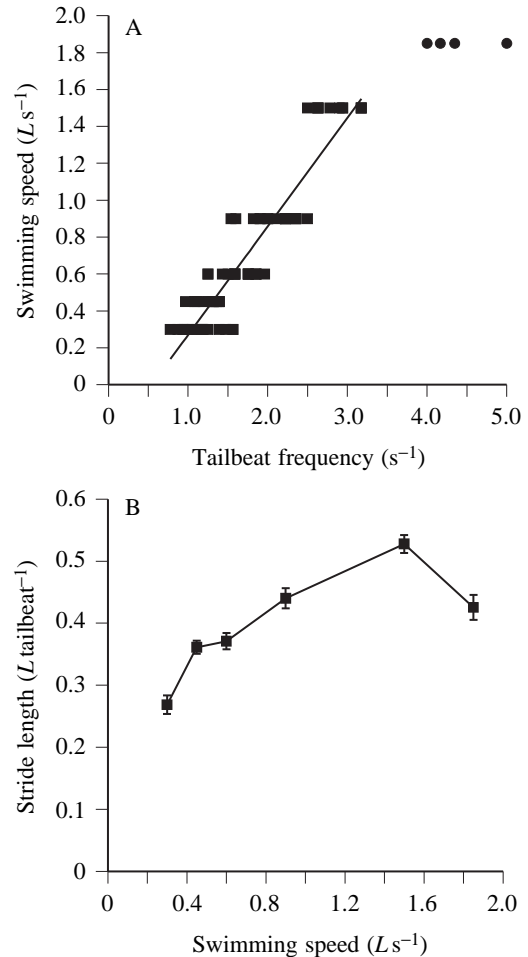 A
Swimming speed (L s⁻¹)
2.0
1.8
1.6
1.4
1.2
1.0
0.8
0.6
0.4
0.2
0
0 1.0 2.0 3.0 4.0 5.0
Tailbeat frequency (s⁻¹)
B
Stride length (L tailbeat⁻¹)
0.6
0.5
0.4
0.3
0.2
0.1
0
0.4 0.8 1.2 1.6 2.0
Swimming speed (L s⁻¹)